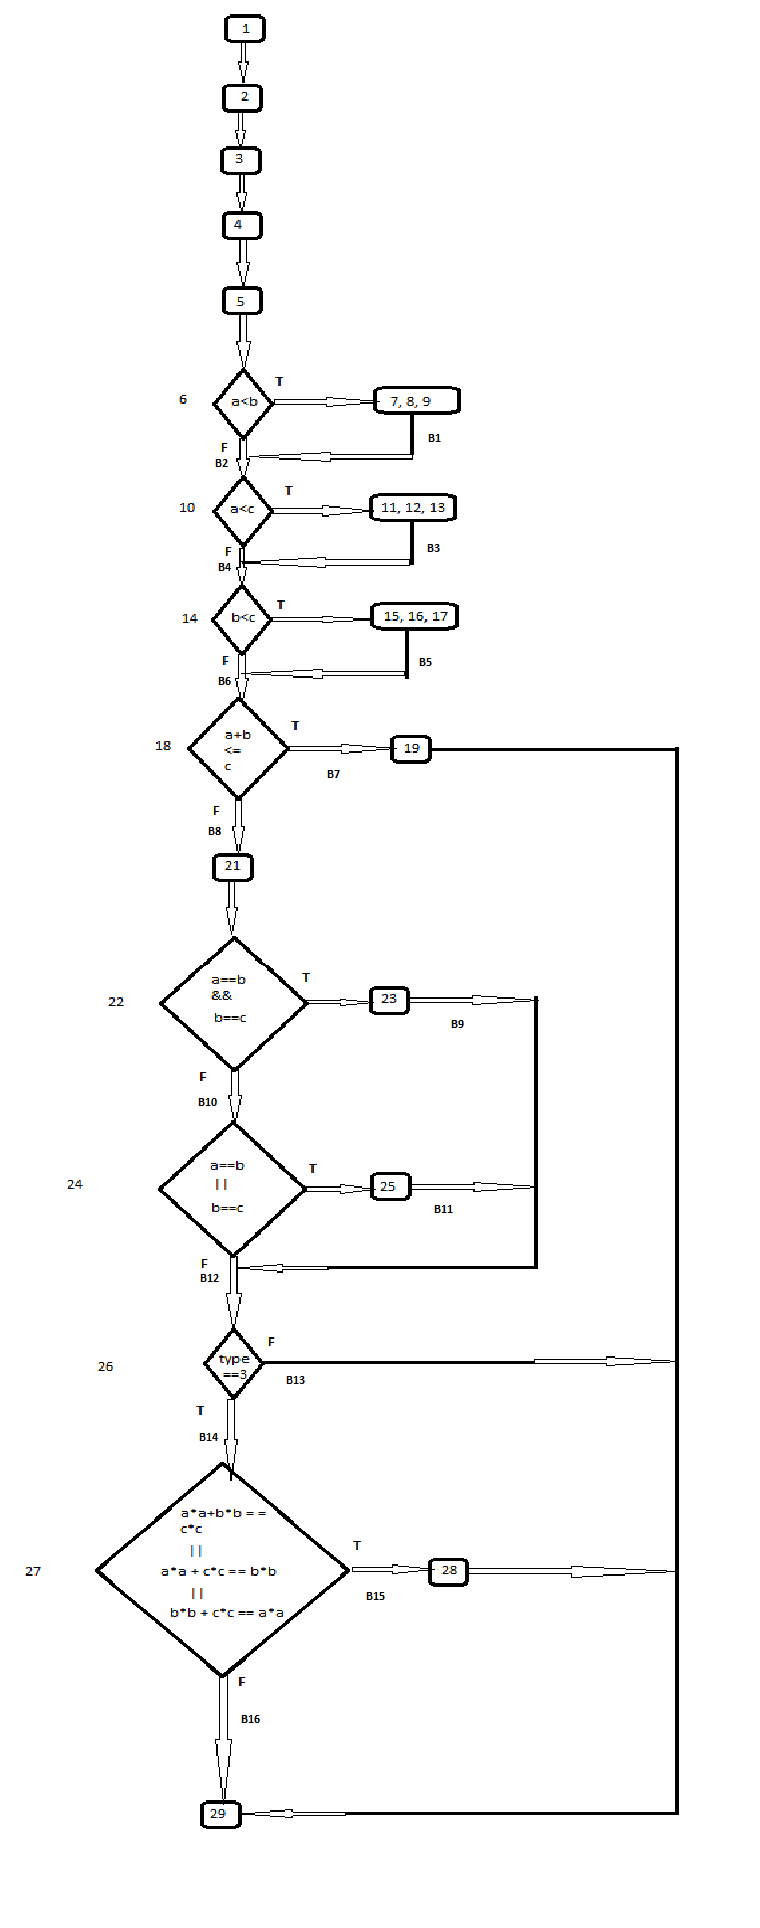 1
2
3
4
5
T
6
a<b
7, 8, 9
B1
F
B2
T
10
a<c
11, 12, 13
F
B3
B4
T
14
b<c
15, 16, 17
F
B5
B6
T
18
a+b
<=
c
19
B7
F
B8
21
T
22
a==b
&&
b==c
23
B9
F
B10
T
24
a==b
||
b==c
25
B11
F
B12
F
26
type
==3
B13
T
B14
a*a+b*b ==
c*c
||
T
27
a*a + c*c == b*b
28
||
B15
b*b + c*c == a*a
F
B16
29